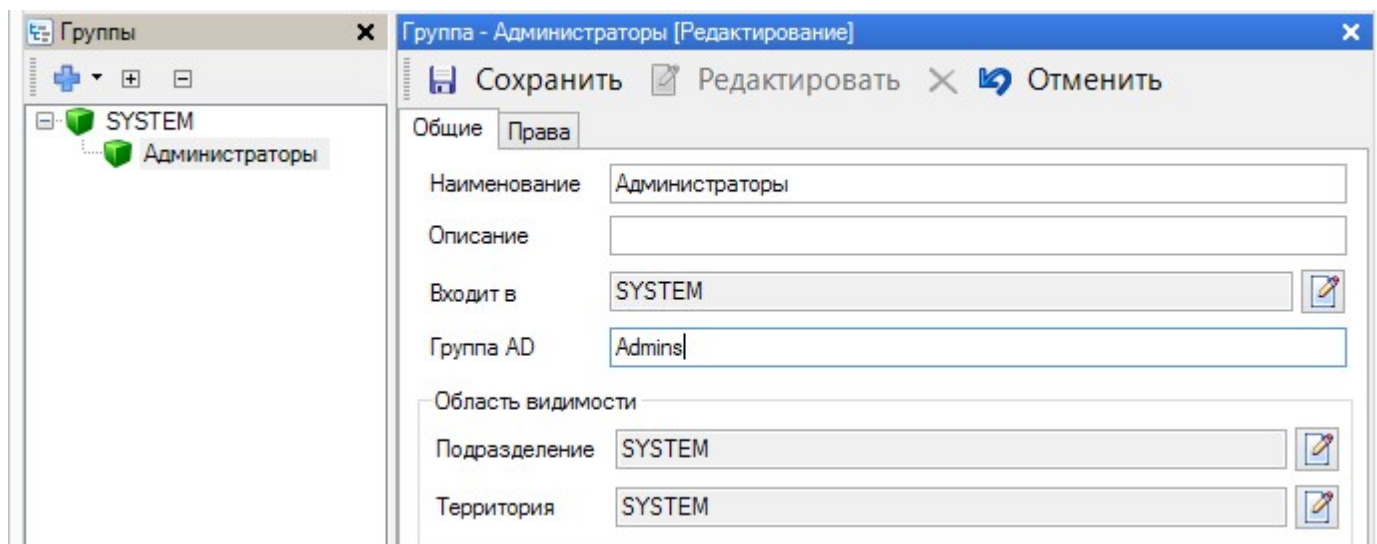 Группы
SYSTEM
Администраторы
Группа - Администраторы [Редактирование]
Сохранить Редактировать Отменить
Общие Права
Наименование Администраторы
Описание
Входит в SYSTEM
Группа AD Admins
Область видимости
Подразделение SYSTEM
Территория SYSTEM